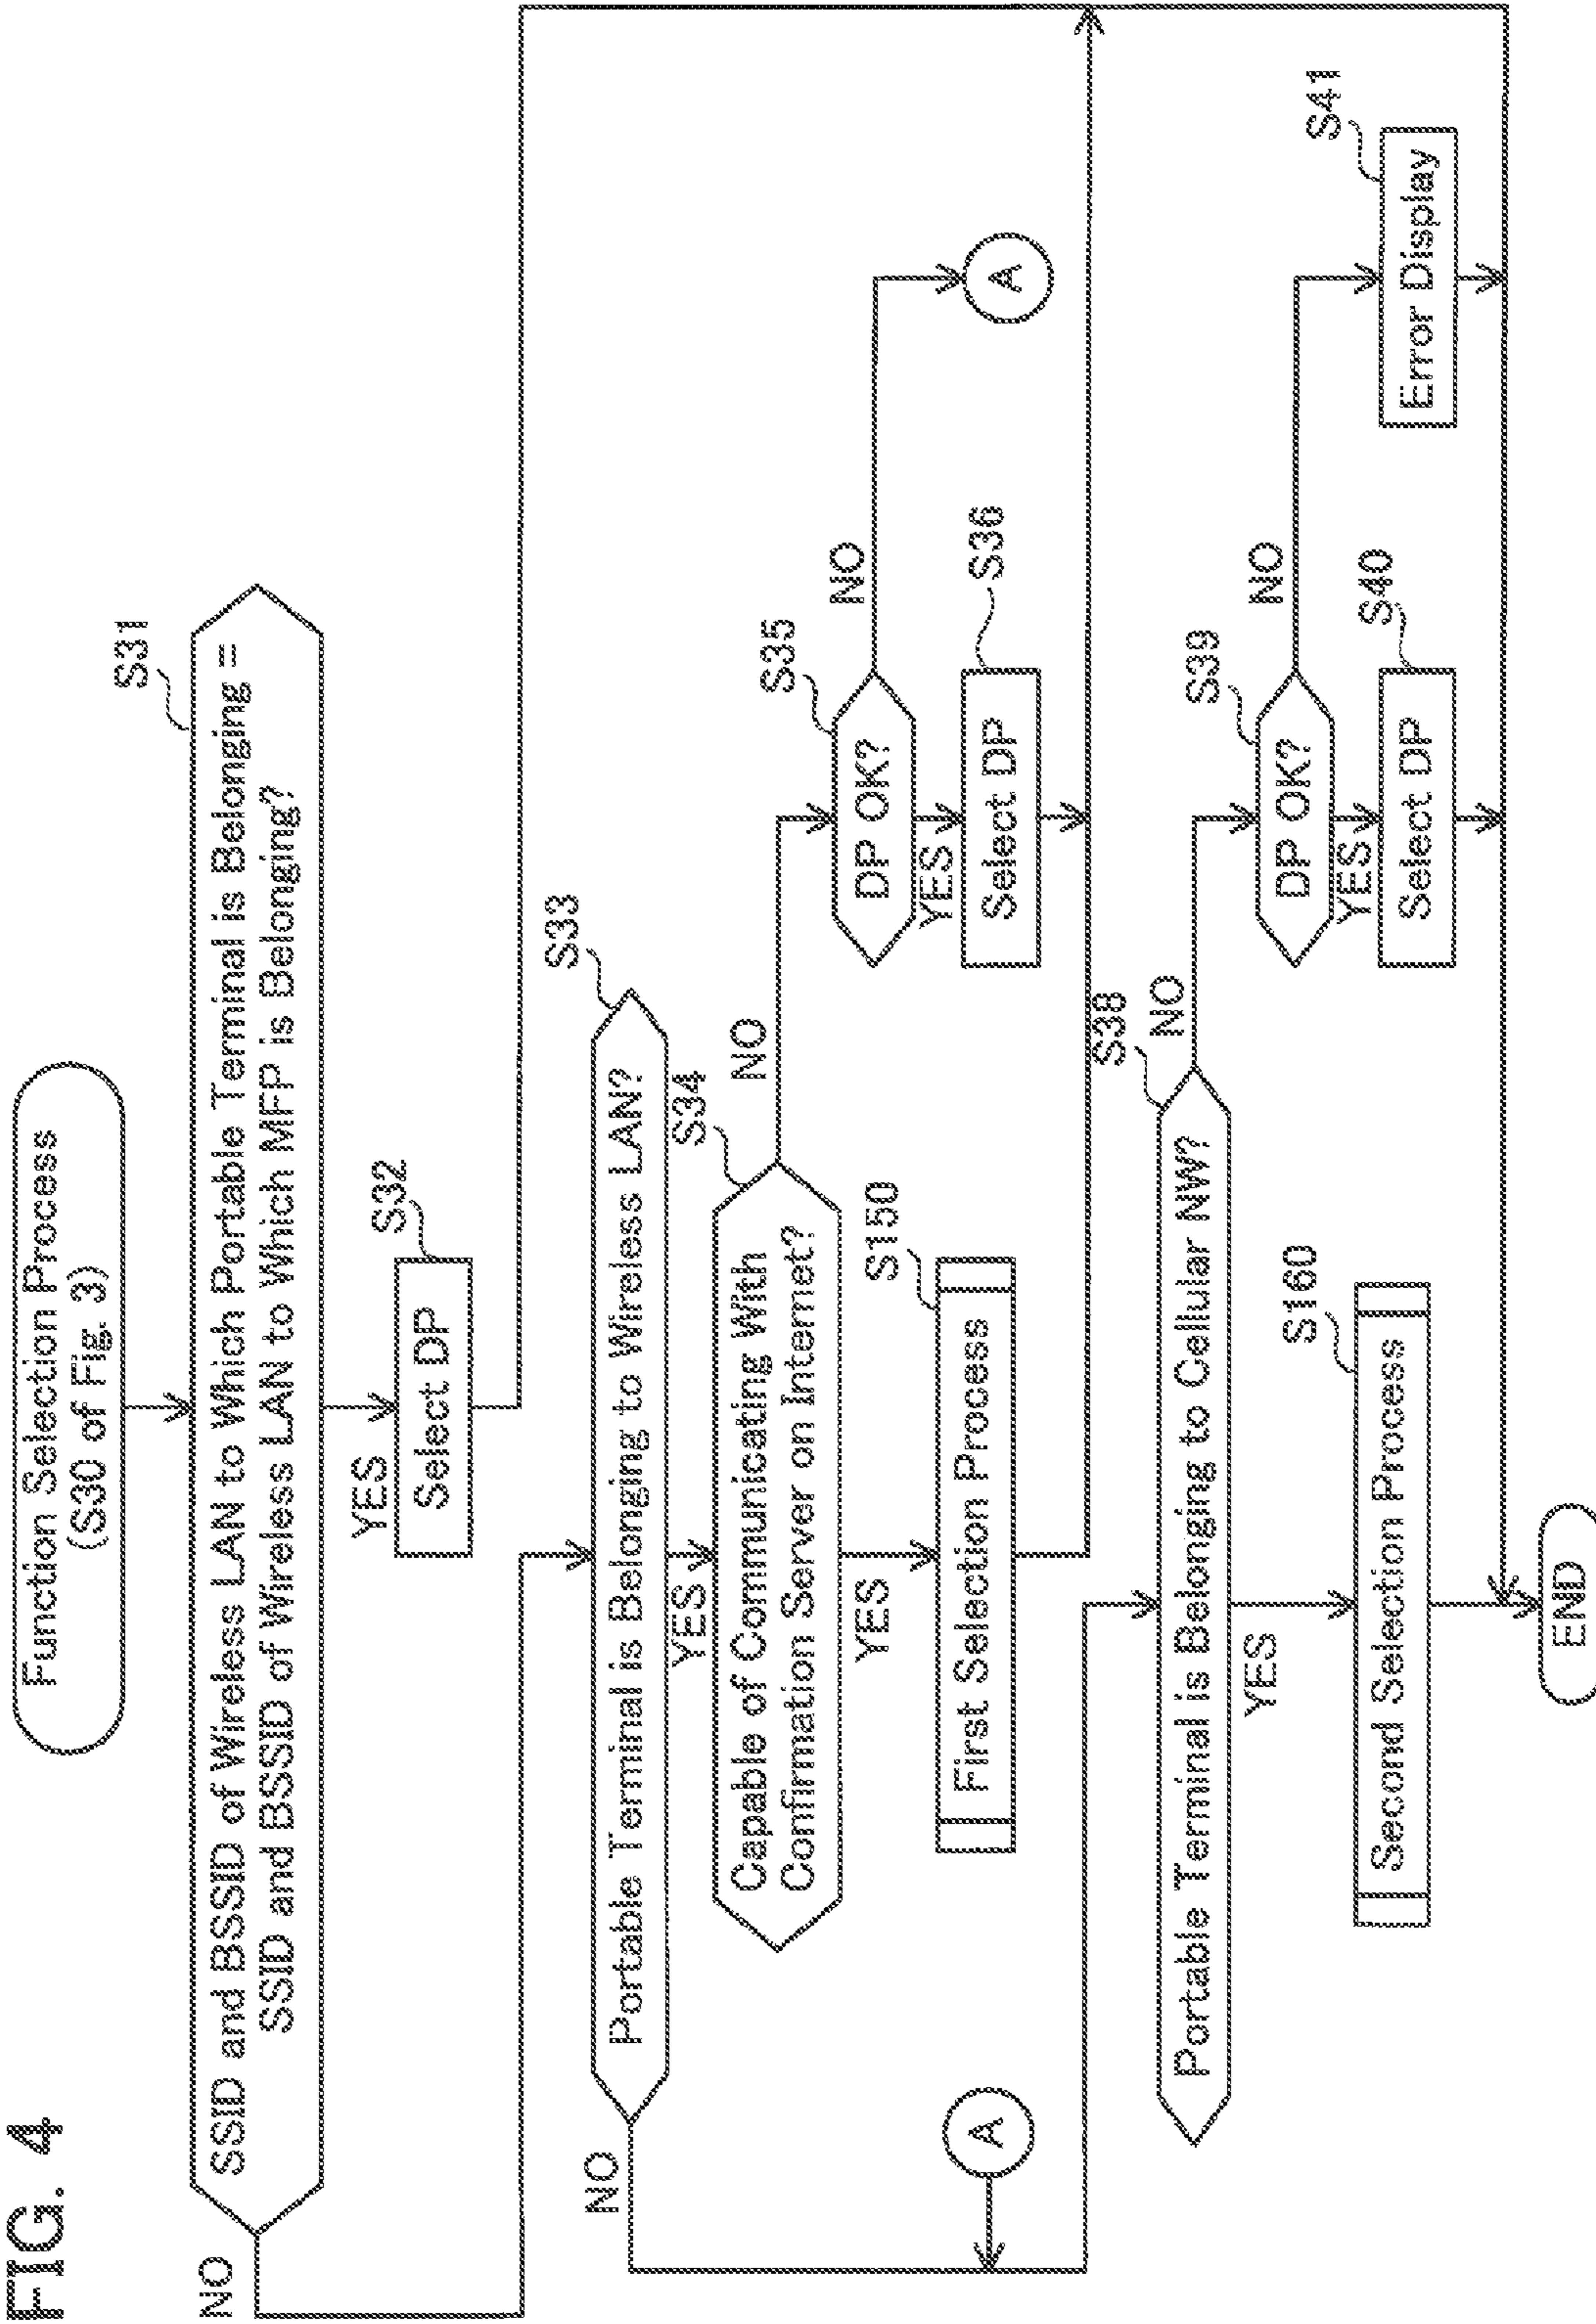 FIG. 4
Function Selection Process
(S30 of Fig. 3)
S31
SSID and BSSID of Wireless LAN to Which Portable Terminal is Belonging =
SSID and BSSID of Wireless LAN to Which MFP is Belonging?
NO
YES
S32
Select DP
S33
Portable Terminal is Belonging to Wireless LAN?
NO
YES
S34
Capable of Communicating With
Confirmation Server on Internet?
NO
YES
S35
DP OK?
NO
YES
S36
Select DP
A
S150
First Selection Process
A
S38
Portable Terminal is Belonging to Cellular NW?
NO
YES
S39
DP OK?
NO
YES
S40
Select DP
S41
Error Display
S160
Second Selection Process
END